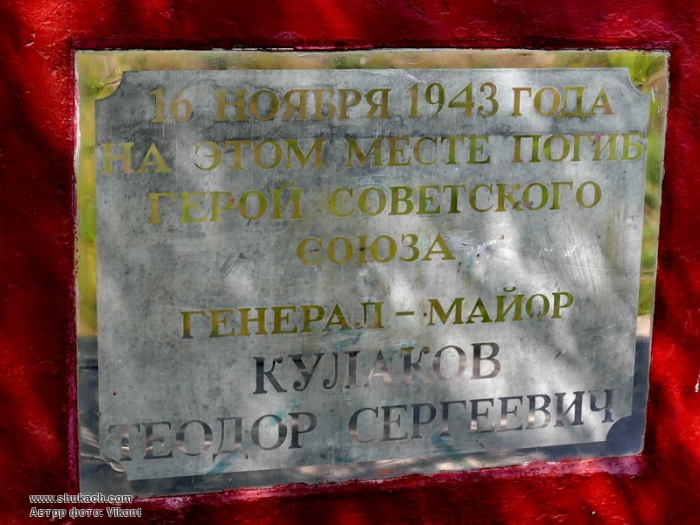 16 НОЯБРЯ 1943 ГОДА
НА ЭТОМ МЕСТЕ ПОГИБ
ГЕРОЙ СОВЕТСКОГО
СОЮЗА
ГЕНЕРАЛ – МАЙОР
КУЛАКОВ
ТЕОДОР СЕРГЕЕВИЧ
www.shukach.com
Автор фото: Vikont